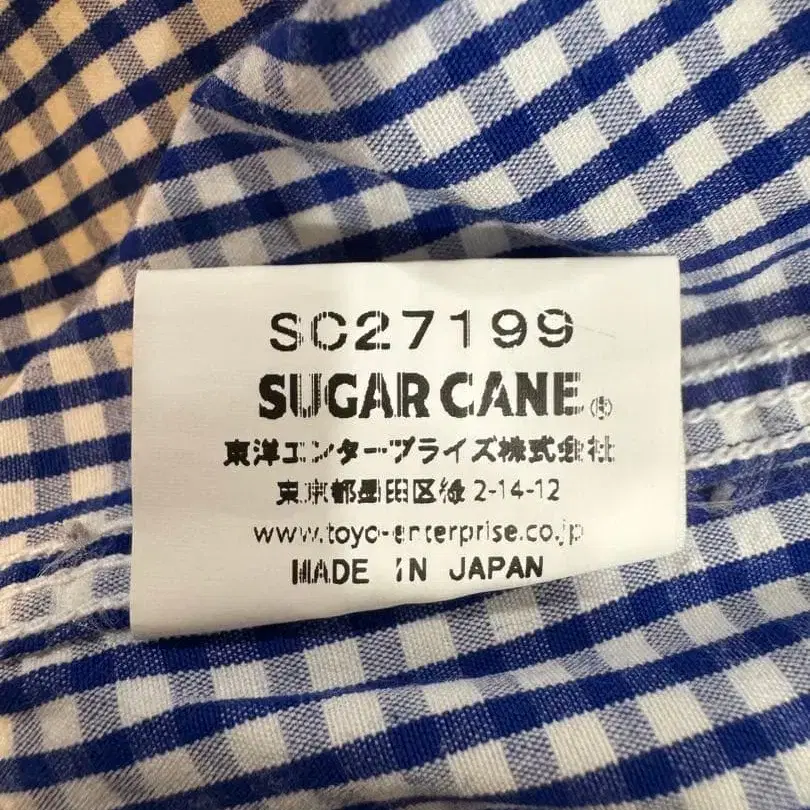 SC27199
SUGAR CANE®
東洋エンタープライズ株式会社
東京都墨田区緑 2-14-12
www.toyo-enterprise.co.jp
MADE IN JAPAN